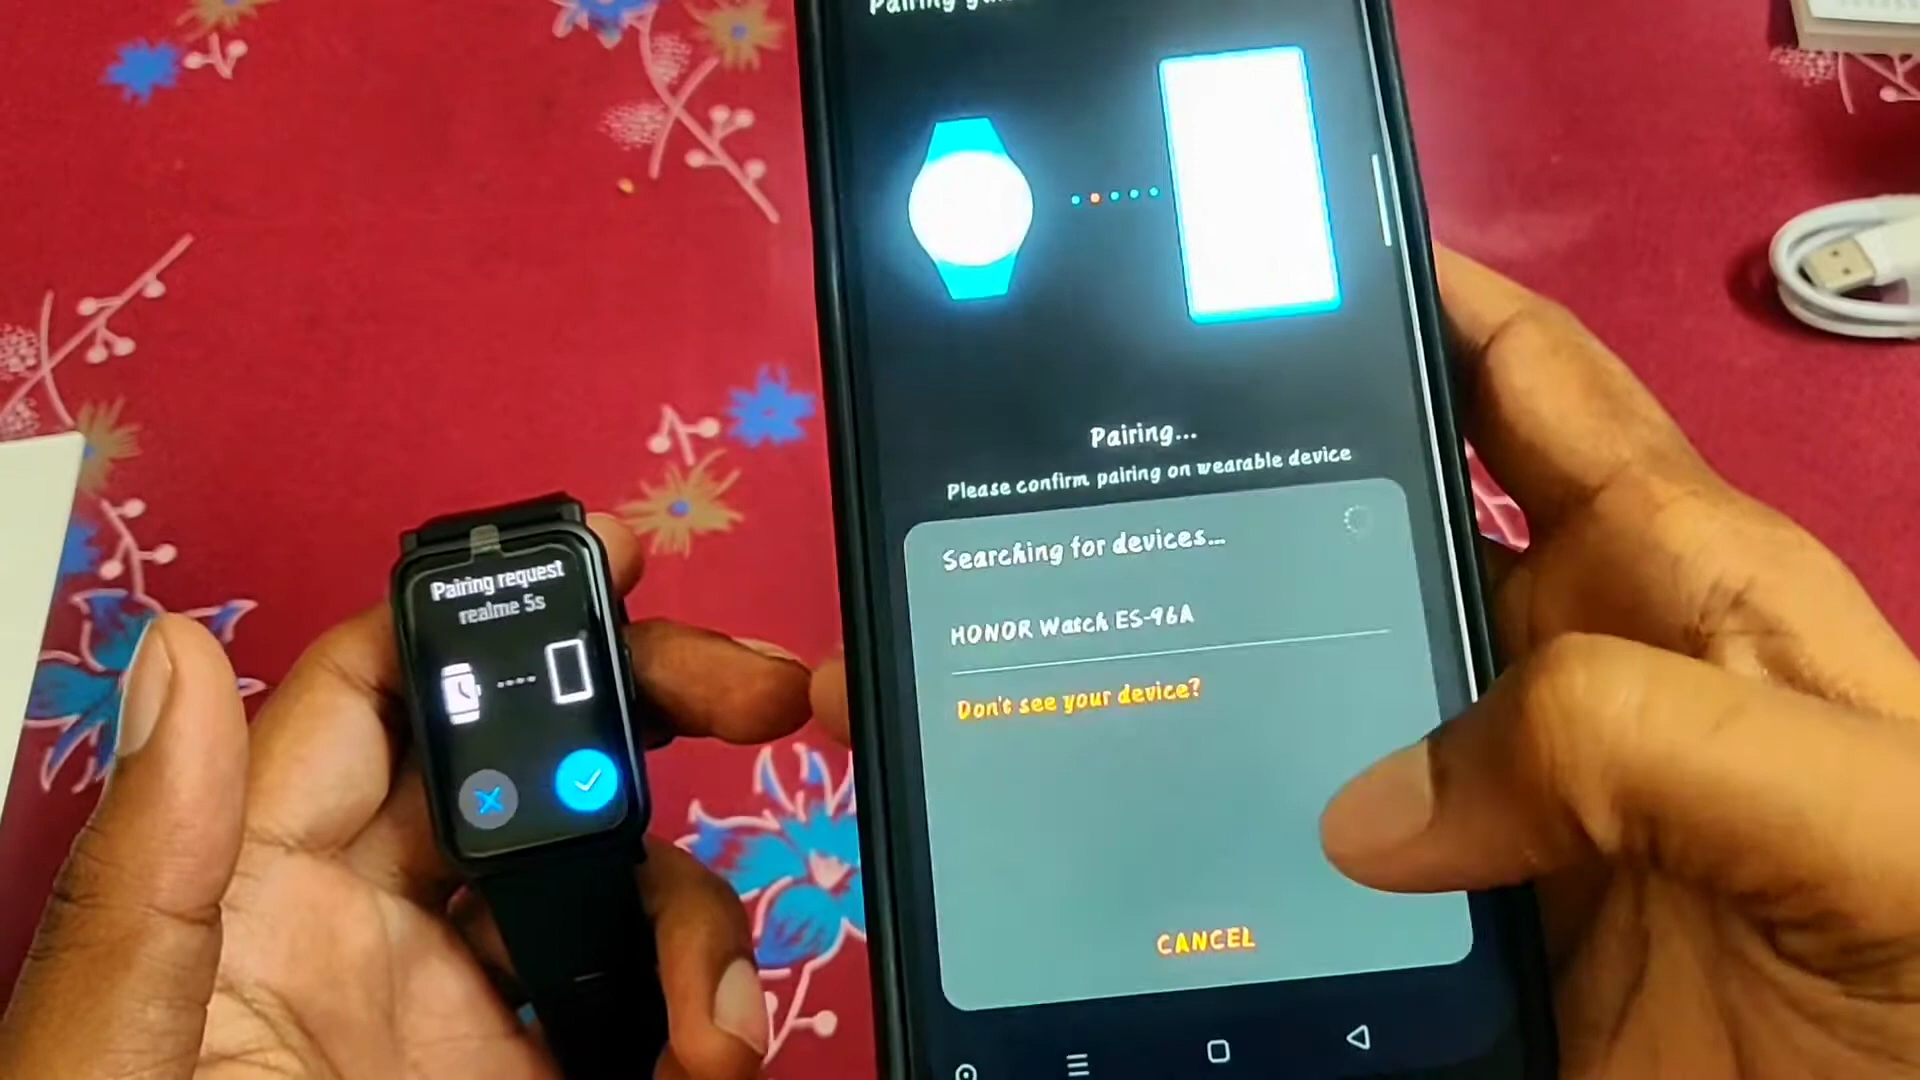 Pairing
Pairing...
Please confirm pairing on wearable device
Searching for devices...
HONOR Watch ES-96A
Don't see your device?
CANCEL
Pairing request
realme 5s